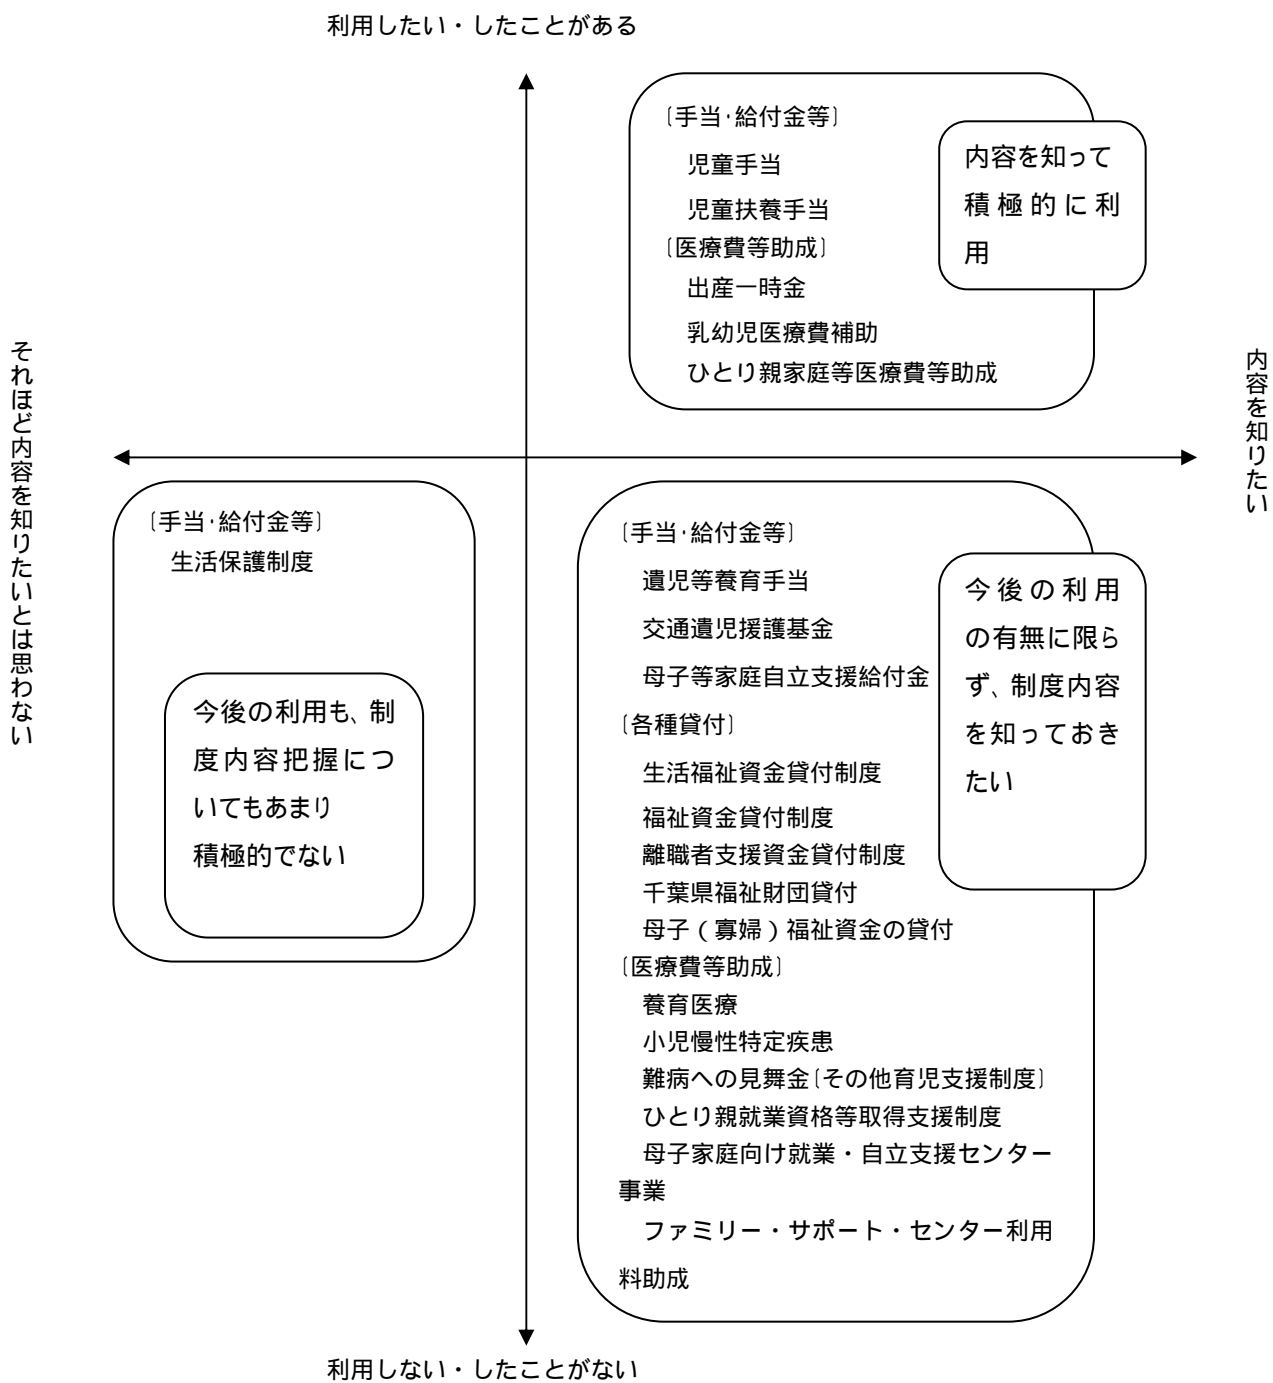 利用したい・したことがある
〔手当・給付金等〕
児童手当
児童扶養手当
〔医療費等助成〕
出産一時金
乳幼児医療費補助
ひとり親家庭等医療費等助成
内容を知って
積極的に利
用
それほど内容を知りたいとは思わない
内容を知りたい
〔手当・給付金等〕
生活保護制度
今後の利用も、制
度内容把握につ
いてもあまり
積極的でない
〔手当・給付金等〕
遺児等養育手当
交通遺児援護基金
母子等家庭自立支援給付金
〔各種貸付〕
生活福祉資金貸付制度
福祉資金貸付制度
離職者支援資金貸付制度
千葉県福祉財団貸付
母子（寡婦）福祉資金の貸付
〔医療費等助成〕
養育医療
小児慢性特定疾患
難病への見舞金〔その他育児支援制度〕
ひとり親就業資格等取得支援制度
母子家庭向け就業・自立支援センター
事業
ファミリー・サポート・センター利用
料助成
今後の利用
の有無に限ら
ず、制度内容
を知っておき
たい
利用しない・したことがない